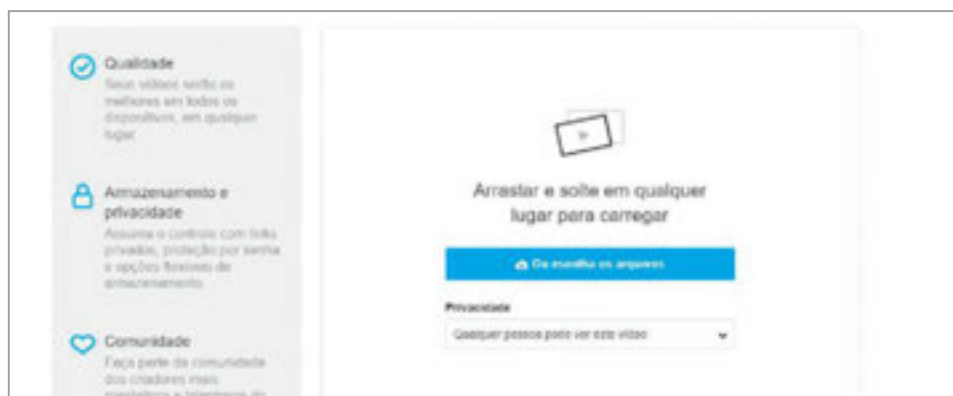 Qualidade
Seus vídeos serão os
melhores em todos os
dispositivos, em qualquer
lugar
Armazenamento e
privacidade
Assuma o controle com links
privados, proteção por senha
e opções flexíveis de
armazenamento.
Comunidade
Faça parte da comunidade
dos criadores mais
Arrastar e solte em qualquer
lugar para carregar
Ou escolha os arquivos
Privacidade
Qualquer pessoa pode ver este vídeo